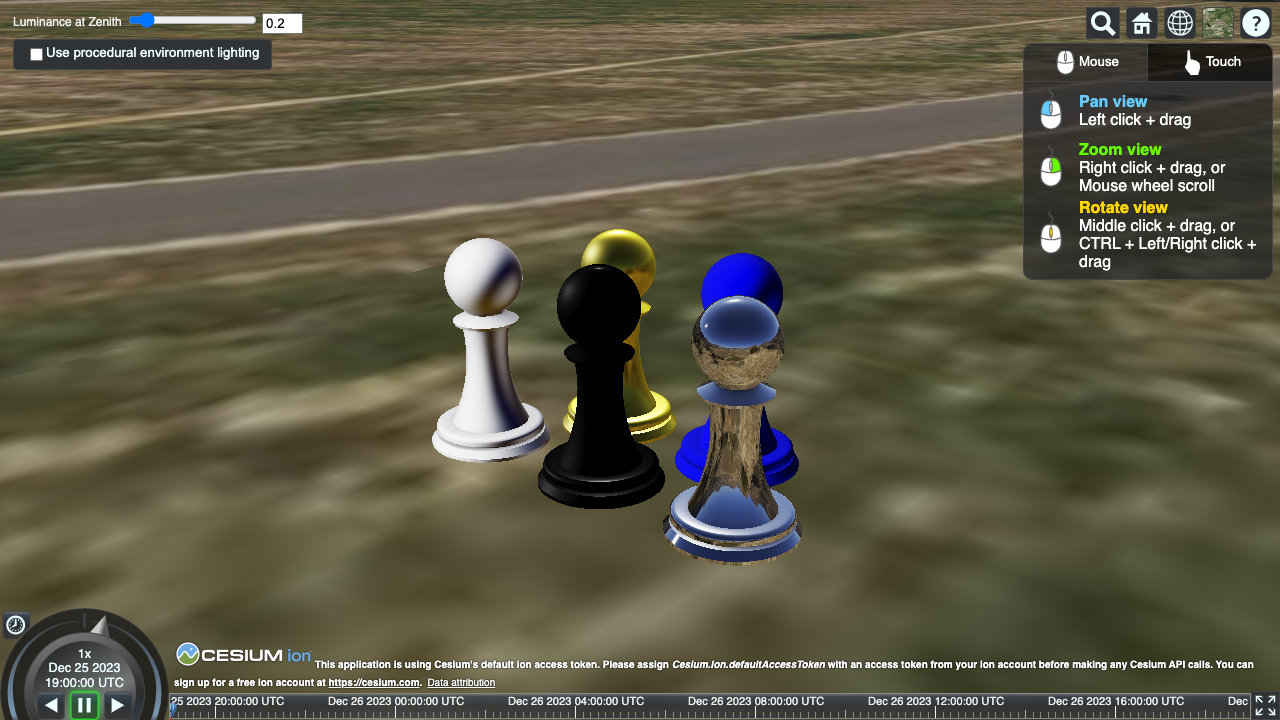 Luminance at Zenith 0.2
Use procedural environment lighting
Mouse
Touch
Pan view
Left click + drag
Zoom view
Right click + drag, or
Mouse wheel scroll
Rotate view
Middle click + drag, or
CTRL + Left/Right click +
drag
1x
Dec 25 2023
19:00:00 UTC
CESIUM ion
This application is using Cesium's default ion access token. Please assign Cesium.Ion.defaultAccessToken with an access token from your ion account before making any Cesium API calls. You can
sign up for a free ion account at https://cesium.com. Data attribution
25 2023 20:00:00 UTC Dec 26 2023 00:00:00 UTC Dec 26 2023 04:00:00 UTC Dec 26 2023 08:00:00 UTC Dec 26 2023 12:00:00 UTC Dec 26 2023 16:00:00 UTC Dec